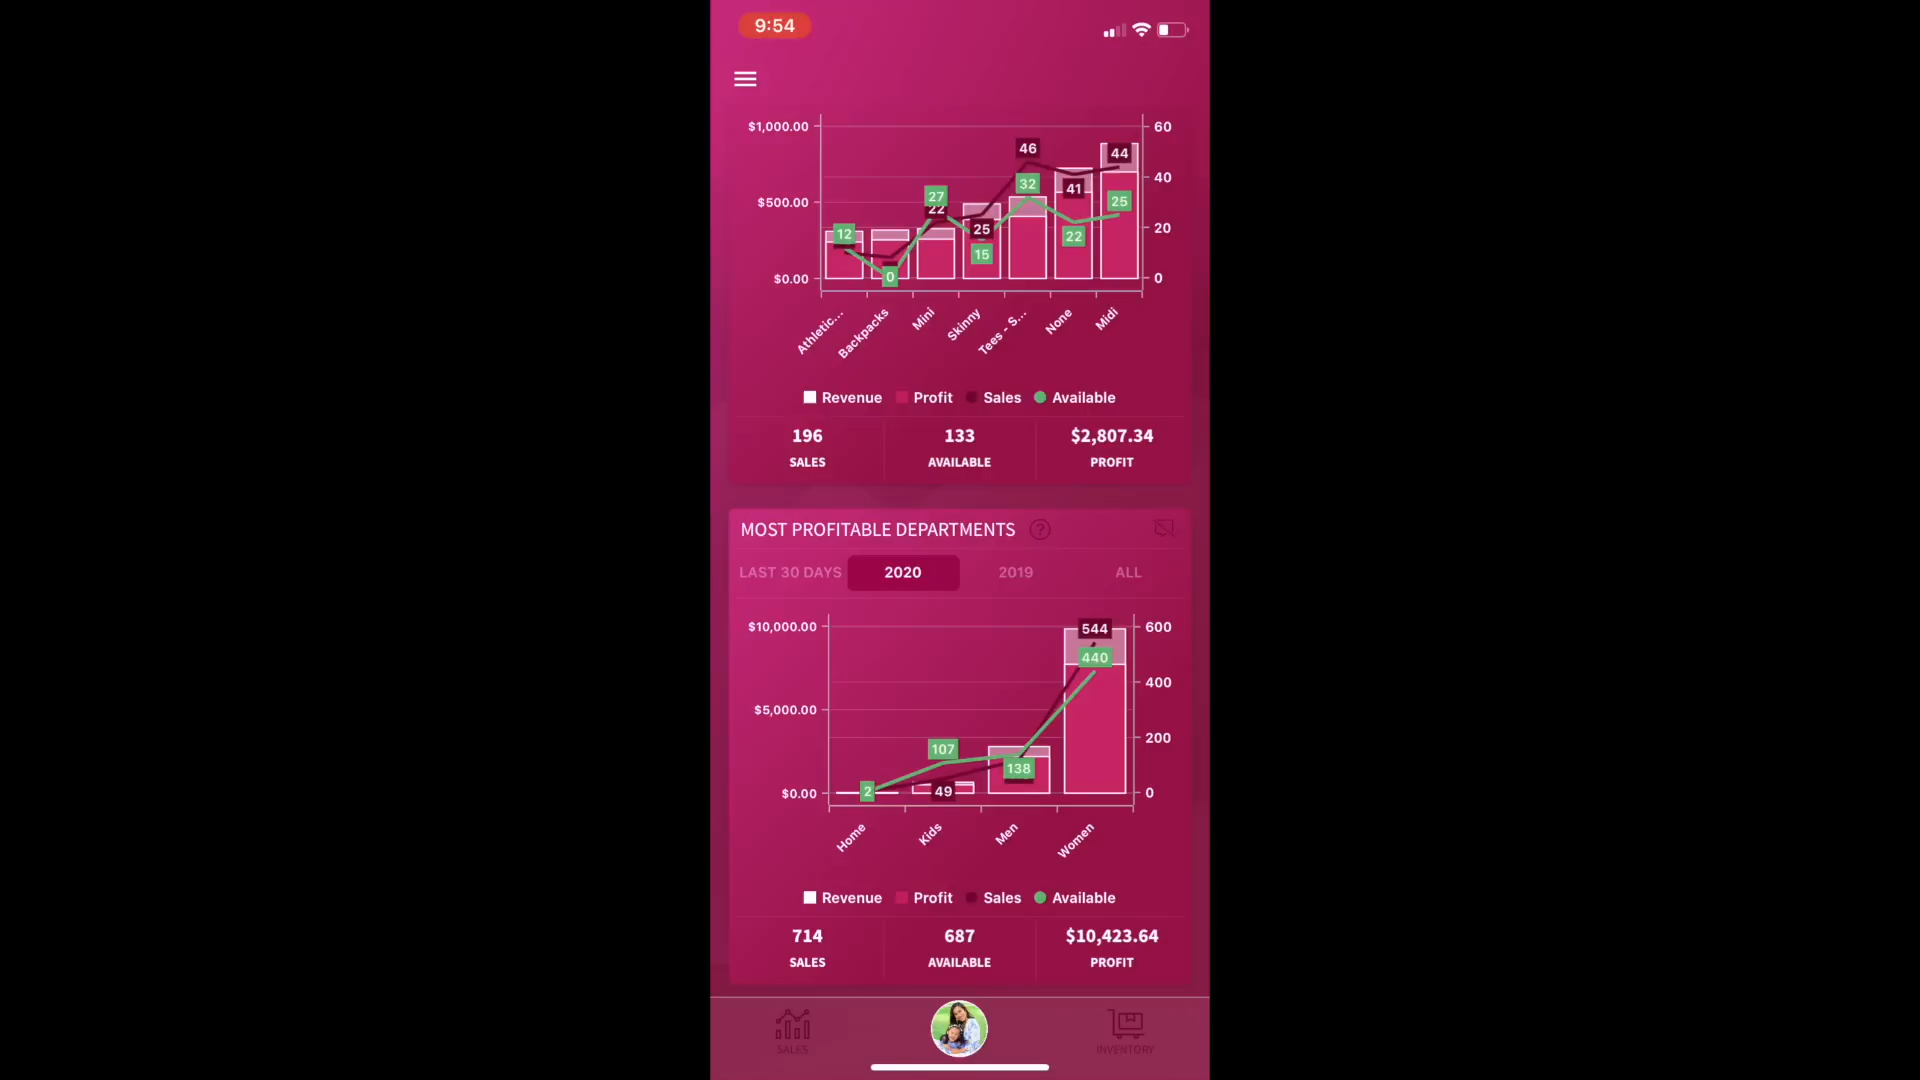 9:54
$1,000.00
$500.00
$0.00
60
40
20
0
12
0
27
22
25
15
46
32
41
22
44
25
Athletic...
Backpacks
Mini
Skinny
Tees - S...
None
Midi
Revenue Profit Sales Available
196 133 $2,807.34
SALES AVAILABLE PROFIT
MOST PROFITABLE DEPARTMENTS ?
LAST 30 DAYS 2020 2019 ALL
$10,000.00
$5,000.00
$0.00
600
400
200
0
2
107
49
138
544
440
Home
Kids
Men
Women
Revenue Profit Sales Available
714 687 $10,423.64
SALES AVAILABLE PROFIT
SALES INVENTORY